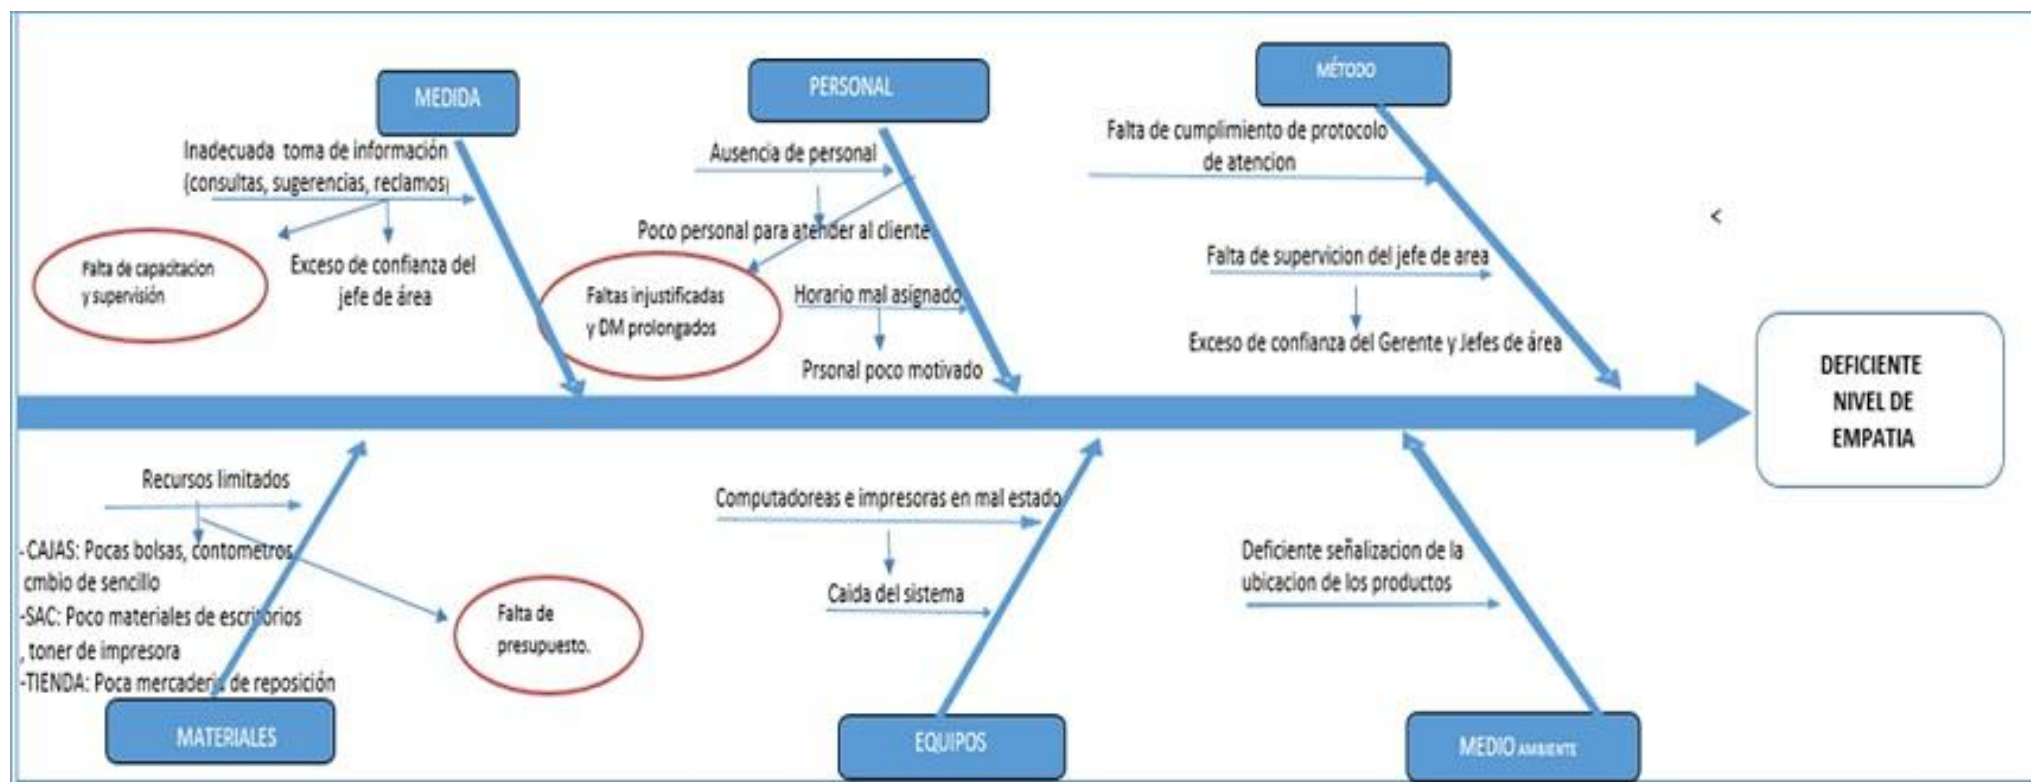 MEDIDA
PERSONAL
MÉTODO
Inadecuada toma de información
(consultas, sugerencias, reclamos)
Falta de capacitacion
y supervisión
Exceso de confianza del
jefe de área
Ausencia de personal
Poco personal para atender al cliente
Faltas injustificadas
y DM prolongados
Horario mal asignado
Prsonal poco motivado
Falta de cumplimiento de protocolo
de atencion
<
Falta de supervicion del jefe de area
Exceso de confianza del Gerente y Jefes de área
DEFICIENTE
NIVEL DE
EMPATIA
Recursos limitados
- CAJAS: Pocas bolsas, contometros
cmbio de sencillo
-SAC: Poco materiales de escritorios
, toner de impresora
-TIENDA: Poca mercaderia de reposición
Falta de
presupuesto.
Computadoreas e impresoras en mal estado
Caida del sistema
Deficiente señalizacion de la
ubicacion de los productos
MATERIALES
EQUIPOS
MEDIO AMBIENTE